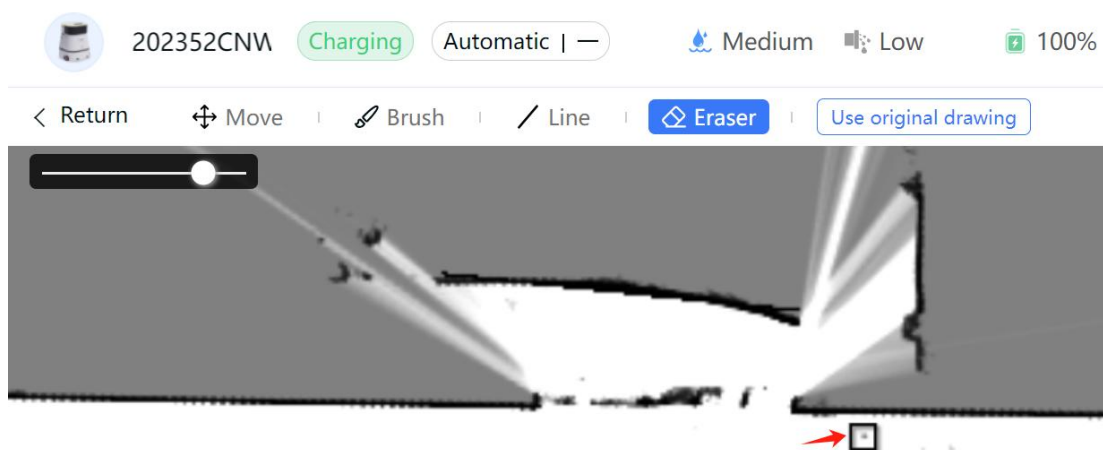 202352CNW Charging Automatic | — Medium Low 100%
Return Move Brush Line Eraser Use original drawing